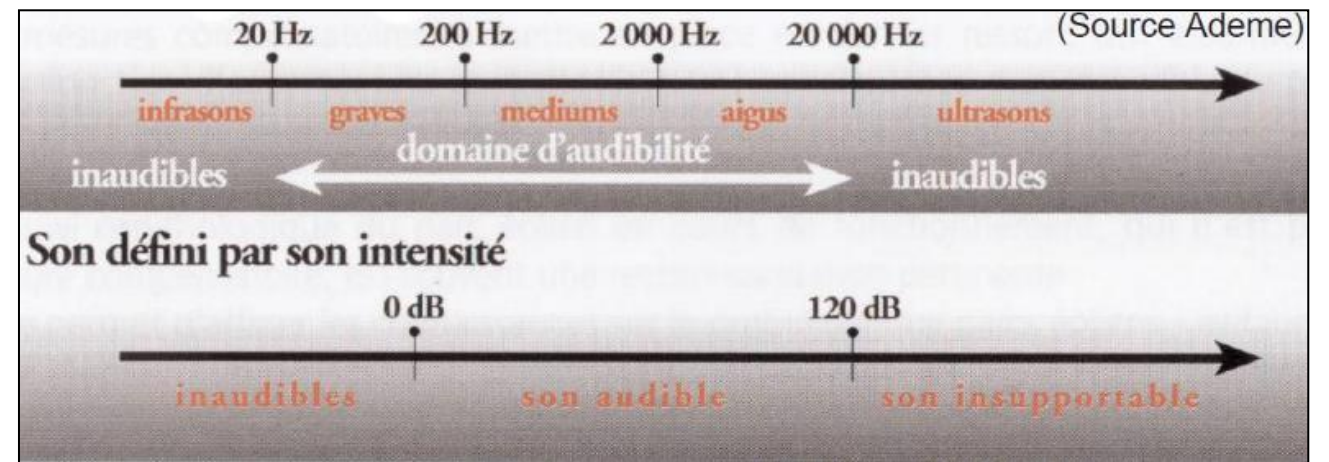 (Source Ademe)
20 Hz 200 Hz 2 000 Hz 20 000 Hz
infrasons graves mediums aigus ultrasons
domaine d'audibilité
inaudibles inaudibles
Son défini par son intensité
0 dB 120 dB
inaudibles son audible son insupportable